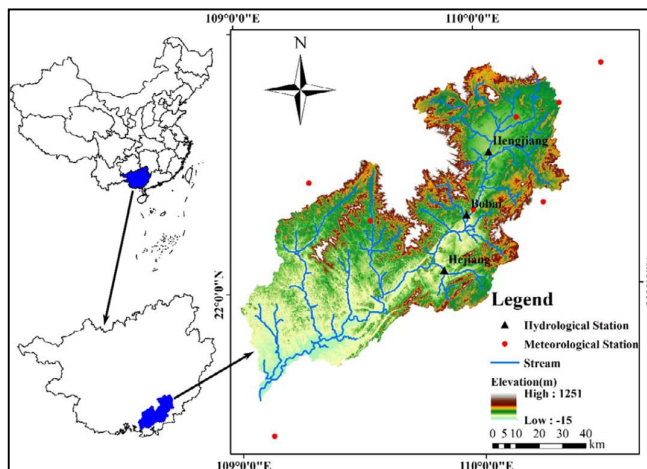 109°0'0"E
110°0'0"E
N
Hengjiang
Bobai
Hejiang
22°0'0"N
Legend
Hydrological Station
Meteorological Station
Stream
Elevation(m)
High : 1251
Low : -15
0 5 10 20 30 40
km
109°0'0"E
110°0'0"E